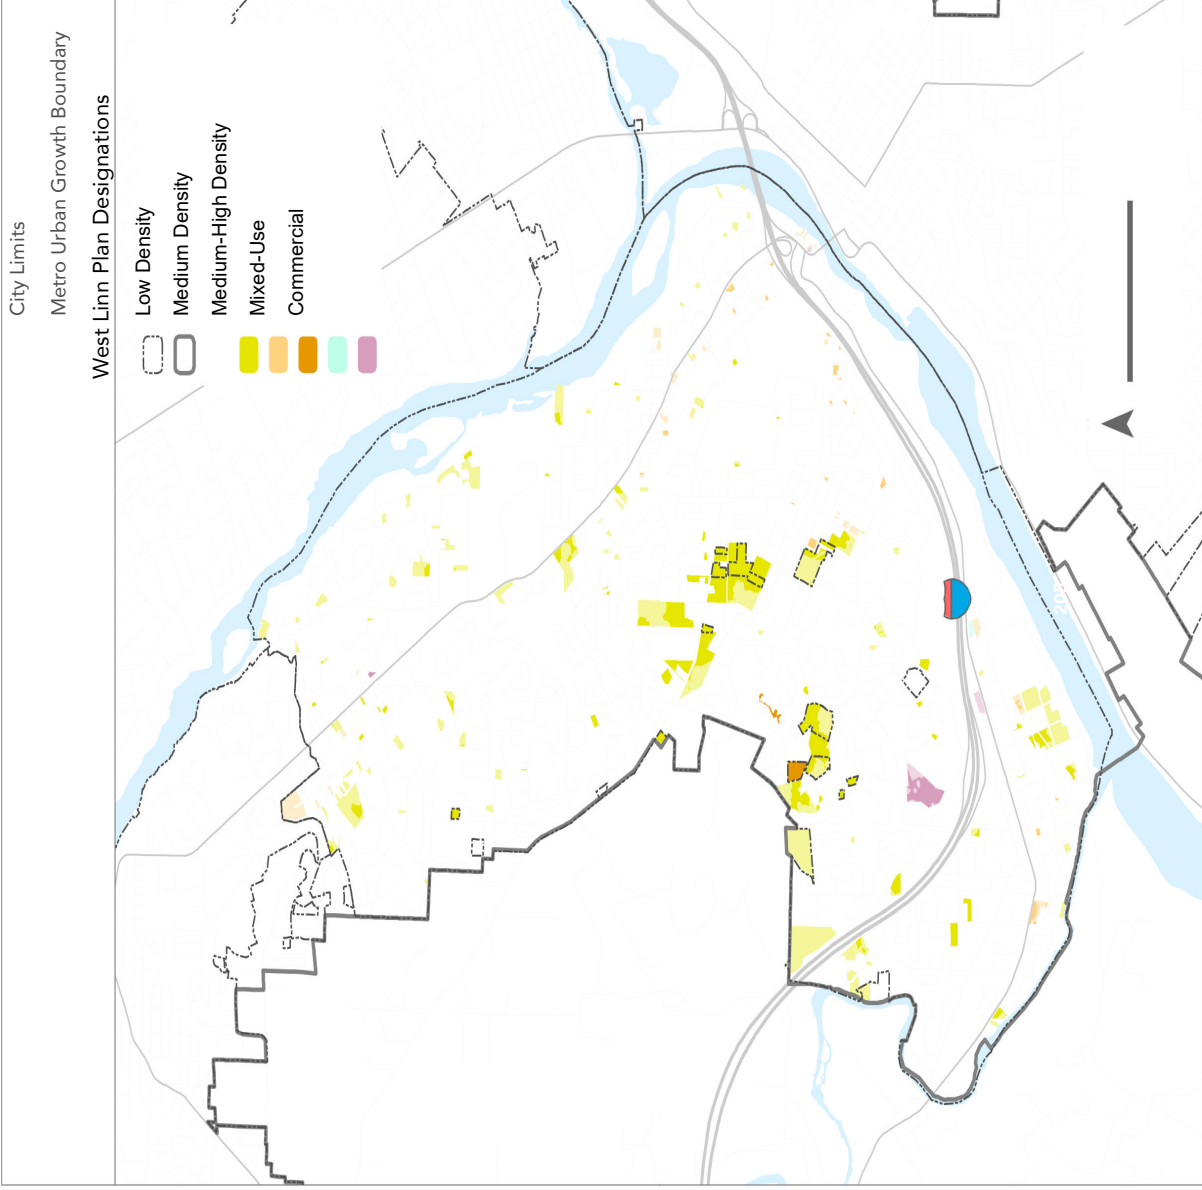 City Limits
Metro Urban Growth Boundary
West Linn Plan Designations
Low Density
Medium Density
Medium-High Density
Mixed-Use
Commercial
205